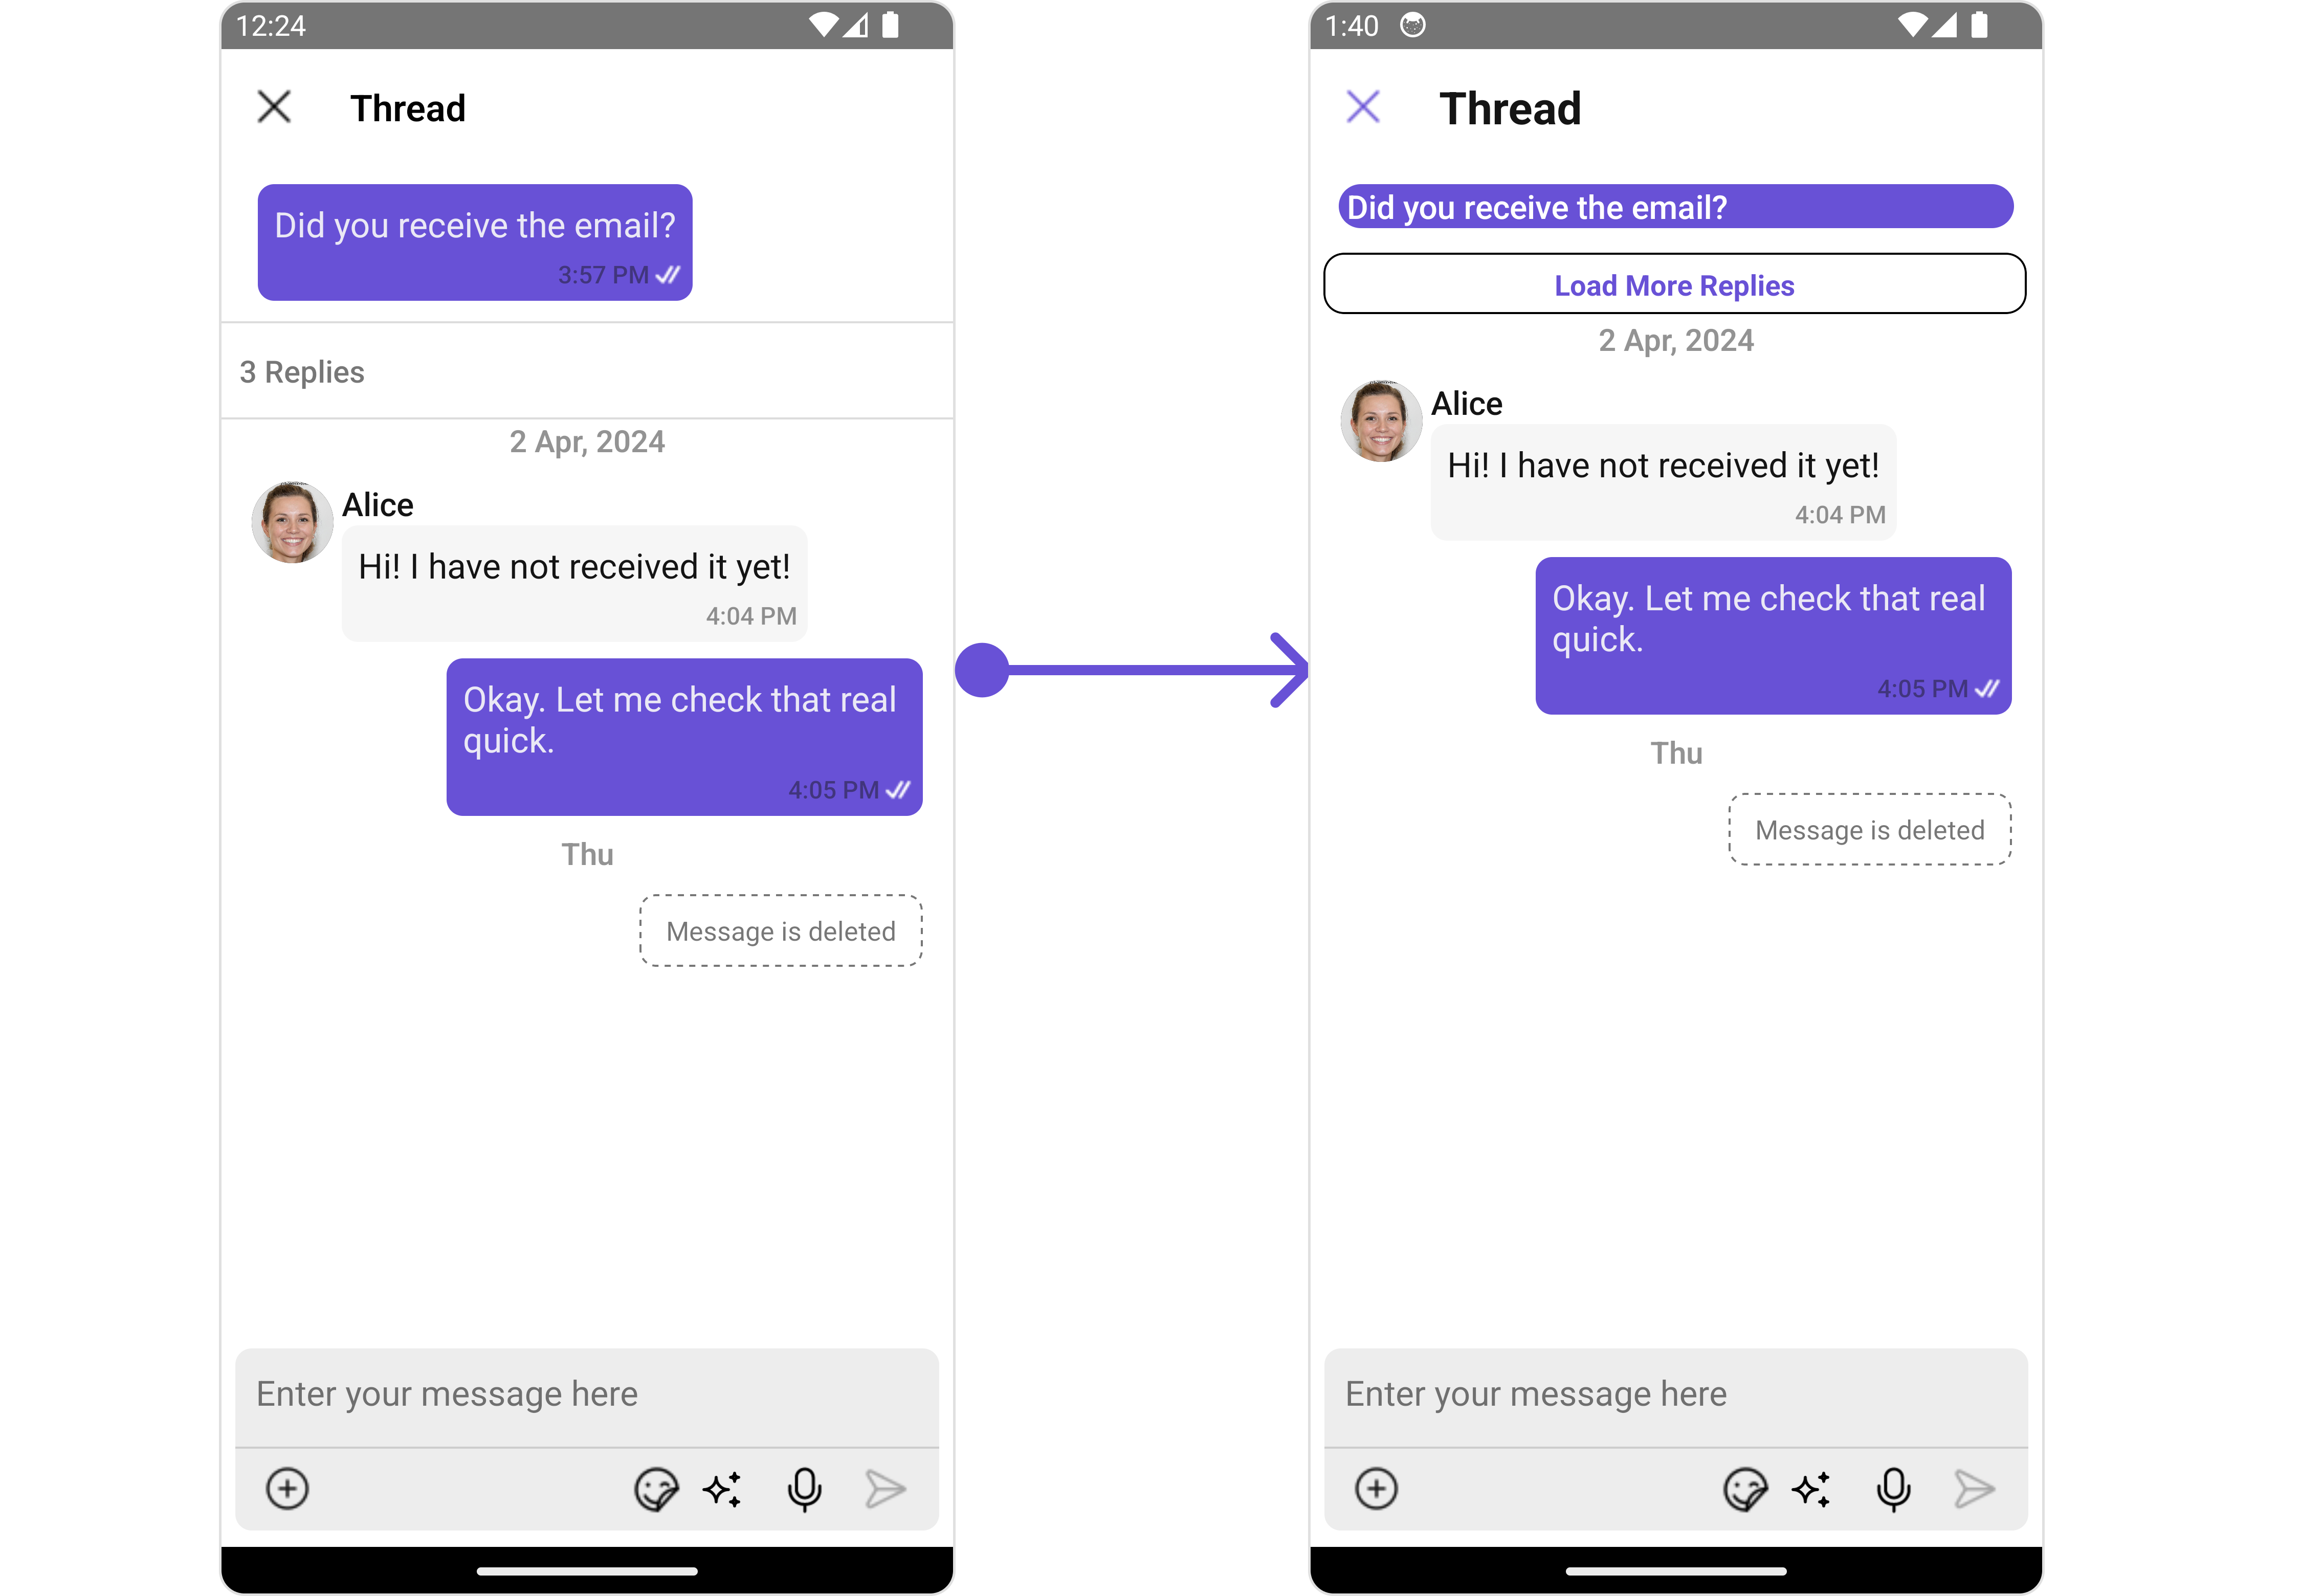 12:24
Thread
Did you receive the email?
3:57 PM
3 Replies
2 Apr, 2024
Alice
Hi! I have not received it yet!
4:04 PM
Okay. Let me check that real
quick.
4:05 PM
Thu
Message is deleted
Enter your message here
1:40
Thread
Did you receive the email?
Load More Replies
2 Apr, 2024
Alice
Hi! I have not received it yet!
4:04 PM
Okay. Let me check that real
quick.
4:05 PM
Thu
Message is deleted
Enter your message here